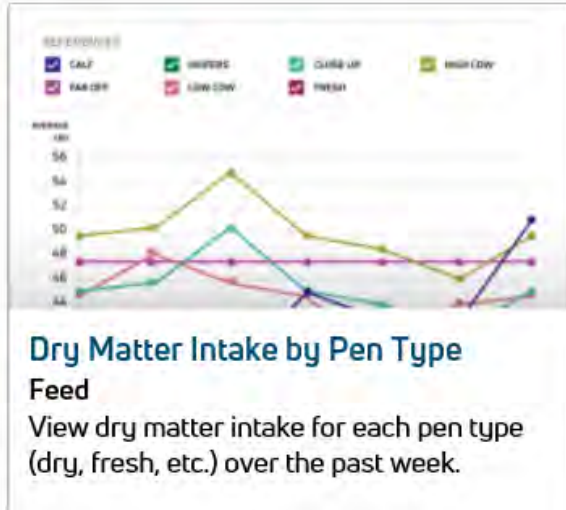 REFERENCES
CALF HEIFERS CLOSE UP HIGH COW
FAR OFF LOW COW FRESH
AVERAGE
56
54
52
50
48
46
44
Dry Matter Intake by Pen Type
Feed
View dry matter intake for each pen type
(dry, fresh, etc.) over the past week.